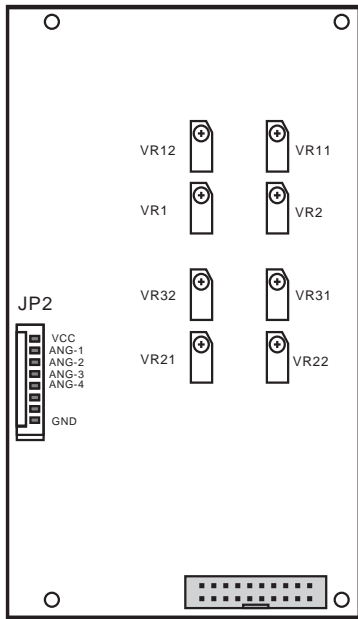 VR12
VR11
VR1
VR2
VR32
VR31
JP2
VCC
ANG-1
ANG-2
ANG-3
ANG-4
GND
VR21
VR22